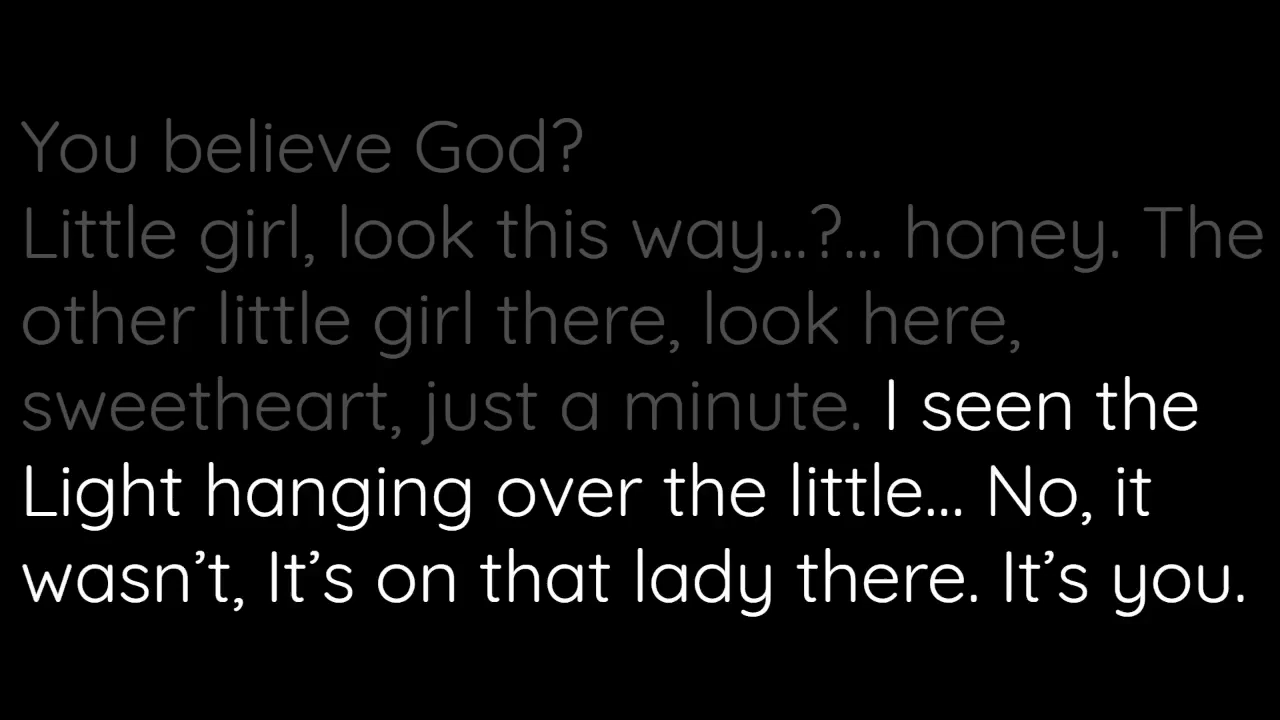 You believe God?
Little girl, look this way...?... honey. The
other little girl there, look here,
sweetheart, just a minute. I seen the
Light hanging over the little... No, it
wasn’t, It’s on that lady there. It’s you.